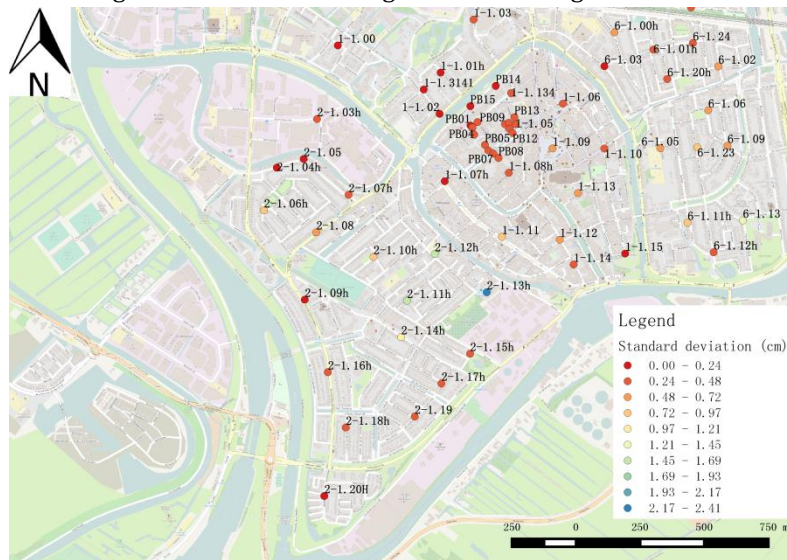 1-1.03
6-1.00h
1-1.00
6-1.24
6-1.01h
1-1.01h
6-1.03
6-1.02
PB14
6-1.20h
1-1.3141
1-1.134
PB15
1-1.06
1-1.02
PB13
6-1.06
2-1.03h
PB01
PB09
1-1.05
PB04
PB05
PB12
1-1.09
6-1.05
6-1.09
2-1.05
PB08
1-1.10
6-1.23
2-1.04h
PB07
1-1.08h
2-1.07h
1-1.07h
1-1.13
2-1.06h
6-1.11h
6-1.13
2-1.08
1-1.11
1-1.12
2-1.10h
2-1.12h
1-1.15
6-1.12h
1-1.14
2-1.13h
2-1.09h
2-1.11h
2-1.14h
2-1.15h
2-1.16h
2-1.17h
2-1.19
2-1.18h
2-1.20H
N
Legend
Standard deviation (cm)
0.00 - 0.24
0.24 - 0.48
0.48 - 0.72
0.72 - 0.97
0.97 - 1.21
1.21 - 1.45
1.45 - 1.69
1.69 - 1.93
1.93 - 2.17
2.17 - 2.41
250 0 250 500 750 m